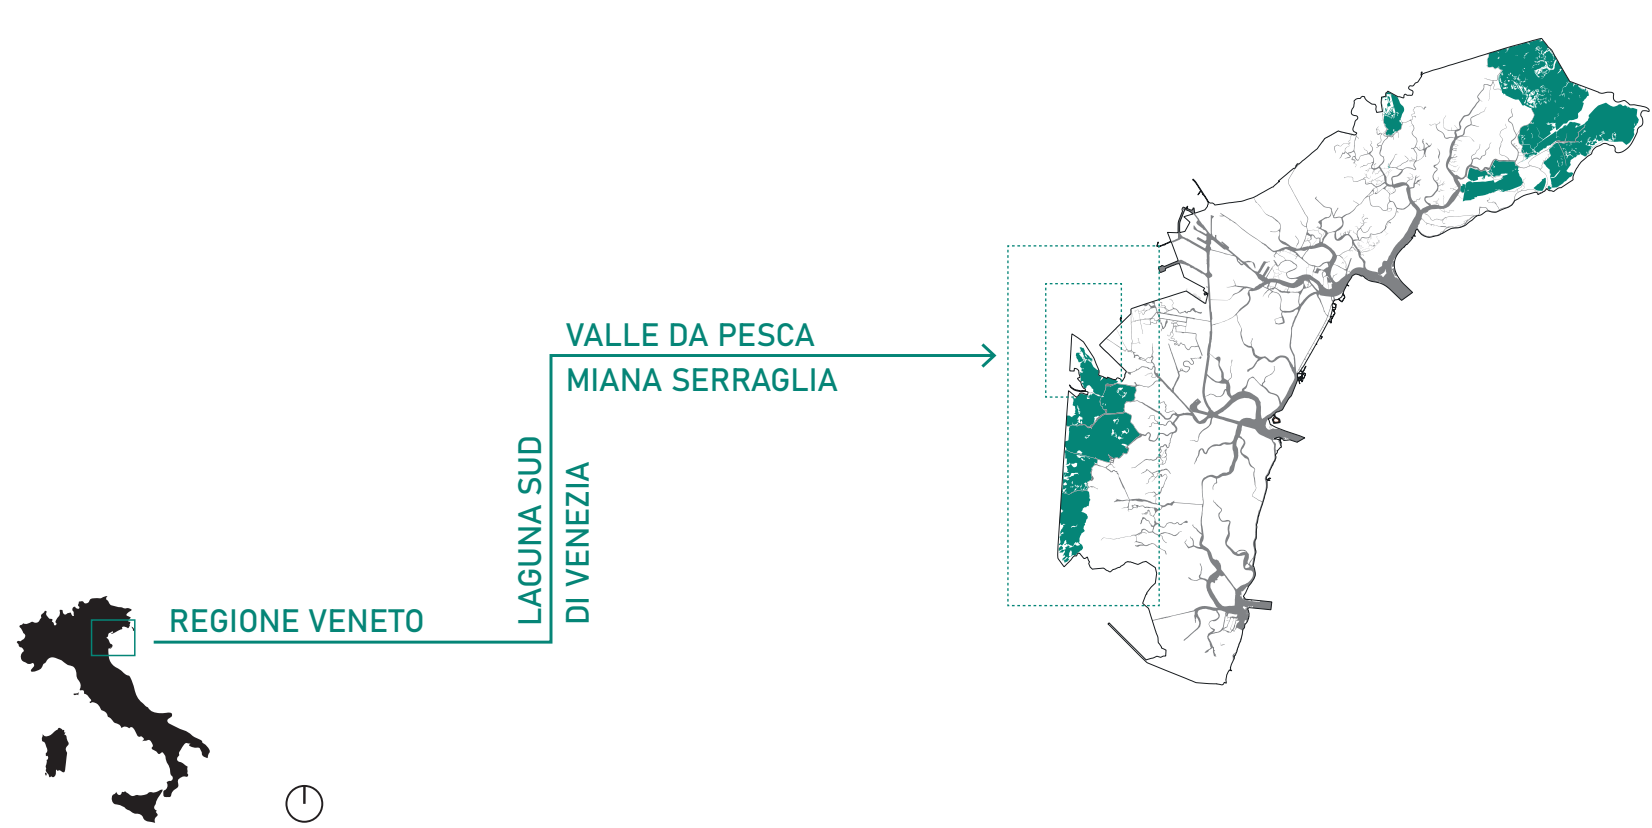 REGIONE VENETO
LAGUNA SUD
DI VENEZIA
VALLE DA PESCA
MIANA SERRAGLIA